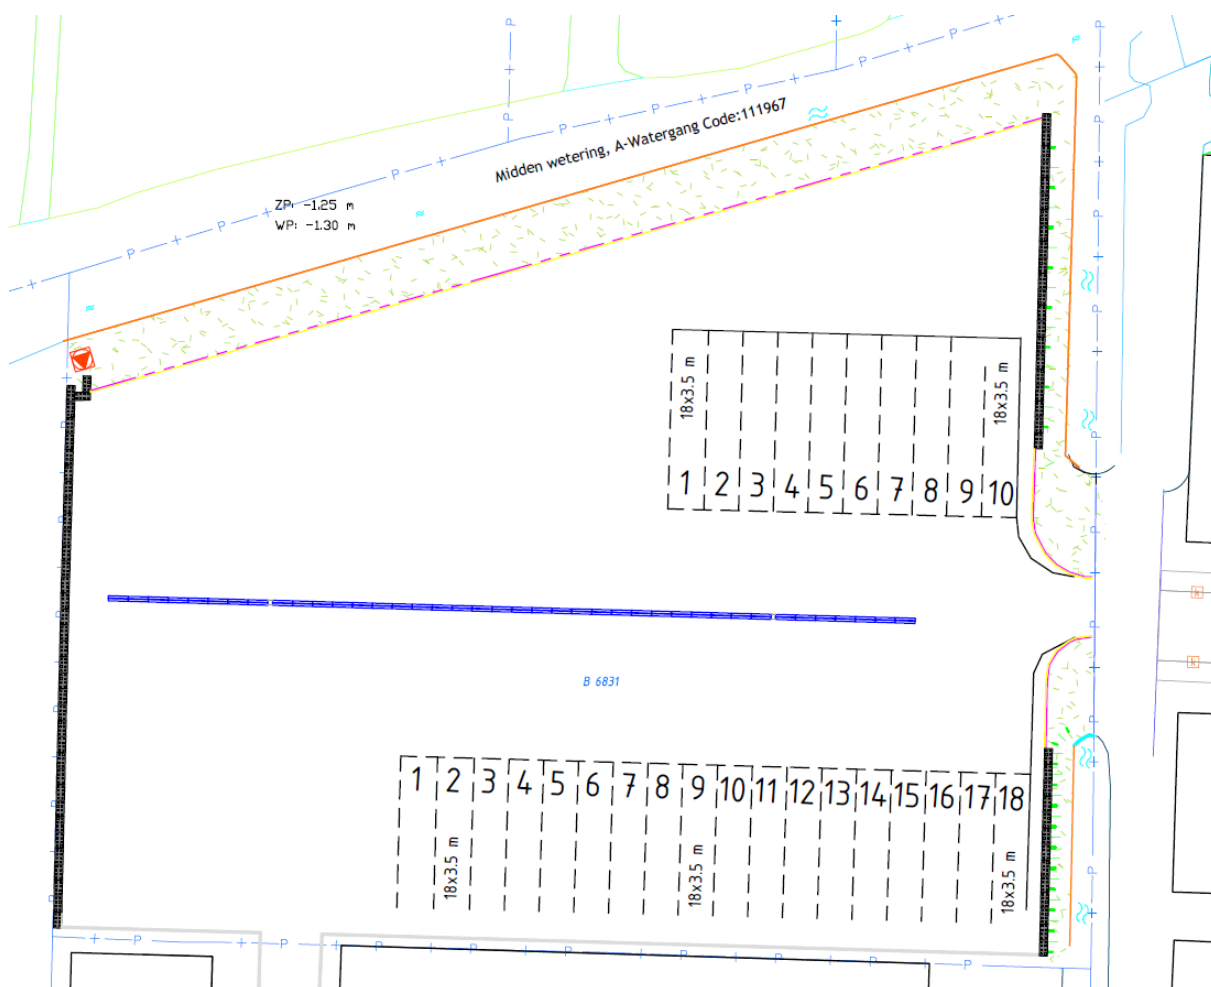 Midden wetering, A-Watergang Code:111967
ZP: -1.25 m
WP: -1.30 m
18x3.5 m
18x3.5 m
1 2 3 4 5 6 7 8 9 10
B 6831
1 2 3 4 5 6 7 8 9 10 11 12 13 14 15 16 17 18
18x3.5 m
18x3.5 m
18x3.5 m
k
k